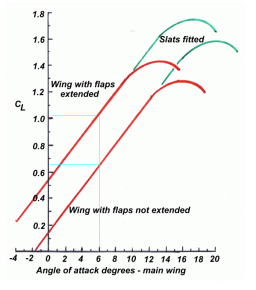 1.8
1.6
Slats fitted
1.4
Wing with flaps
extended
1.2
C_L
1.0
0.8
0.6
0.4
Wing with flaps not extended
0.2
-4 -2 0 2 4 6 8 10 12 14 15 18 20
Angle of attack degrees - main wing